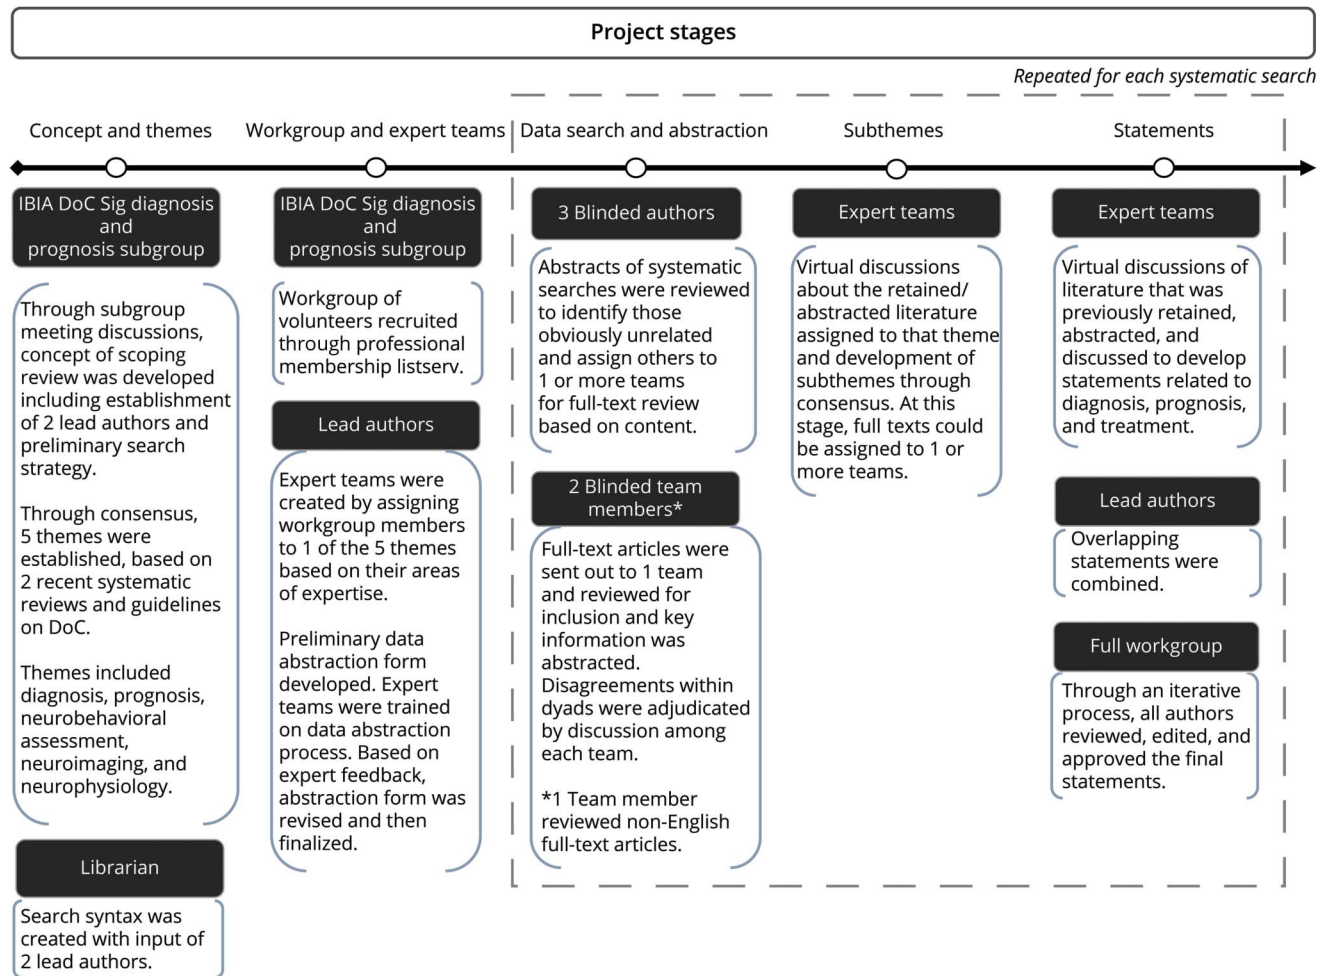 Project stages
Repeated for each systematic search
Concept and themes
Workgroup and expert teams
Data search and abstraction
Subthemes
Statements
IBIA DoC Sig diagnosis
and
prognosis subgroup
Through subgroup
meeting discussions,
concept of scoping
review was developed
including establishment
of 2 lead authors and
preliminary search
strategy.
Through consensus,
5 themes were
established, based on
2 recent systematic
reviews and guidelines
on DoC.
Themes included
diagnosis, prognosis,
neurobehavioral
assessment,
neuroimaging, and
neurophysiology.
Librarian
Search syntax was
created with input of
2 lead authors.
IBIA DoC Sig diagnosis
and
prognosis subgroup
Workgroup of
volunteers recruited
through professional
membership listserv.
Lead authors
Expert teams were
created by assigning
workgroup members
to 1 of the 5 themes
based on their areas
of expertise.
Preliminary data
abstraction form
developed. Expert
teams were trained
on data abstraction
process. Based on
expert feedback,
abstraction form was
revised and then
finalized.
3 Blinded authors
Abstracts of systematic
searches were reviewed
to identify those
obviously unrelated
and assign others to
1 or more teams
for full-text review
based on content.
2 Blinded team
members*
Full-text articles were
sent out to 1 team
and reviewed for
inclusion and key
information was
abstracted.
Disagreements within
dyads were adjudicated
by discussion among
each team.
*1 Team member
reviewed non-English
full-text articles.
Expert teams
Virtual discussions
about the retained/
abstracted literature
assigned to that theme
and development of
subthemes through
consensus. At this
stage, full texts could
be assigned to 1 or
more teams.
Expert teams
Virtual discussions of
literature that was
previously retained,
abstracted, and
discussed to develop
statements related to
diagnosis, prognosis,
and treatment.
Lead authors
Overlapping
statements were
combined.
Full workgroup
Through an iterative
process, all authors
reviewed, edited, and
approved the final
statements.